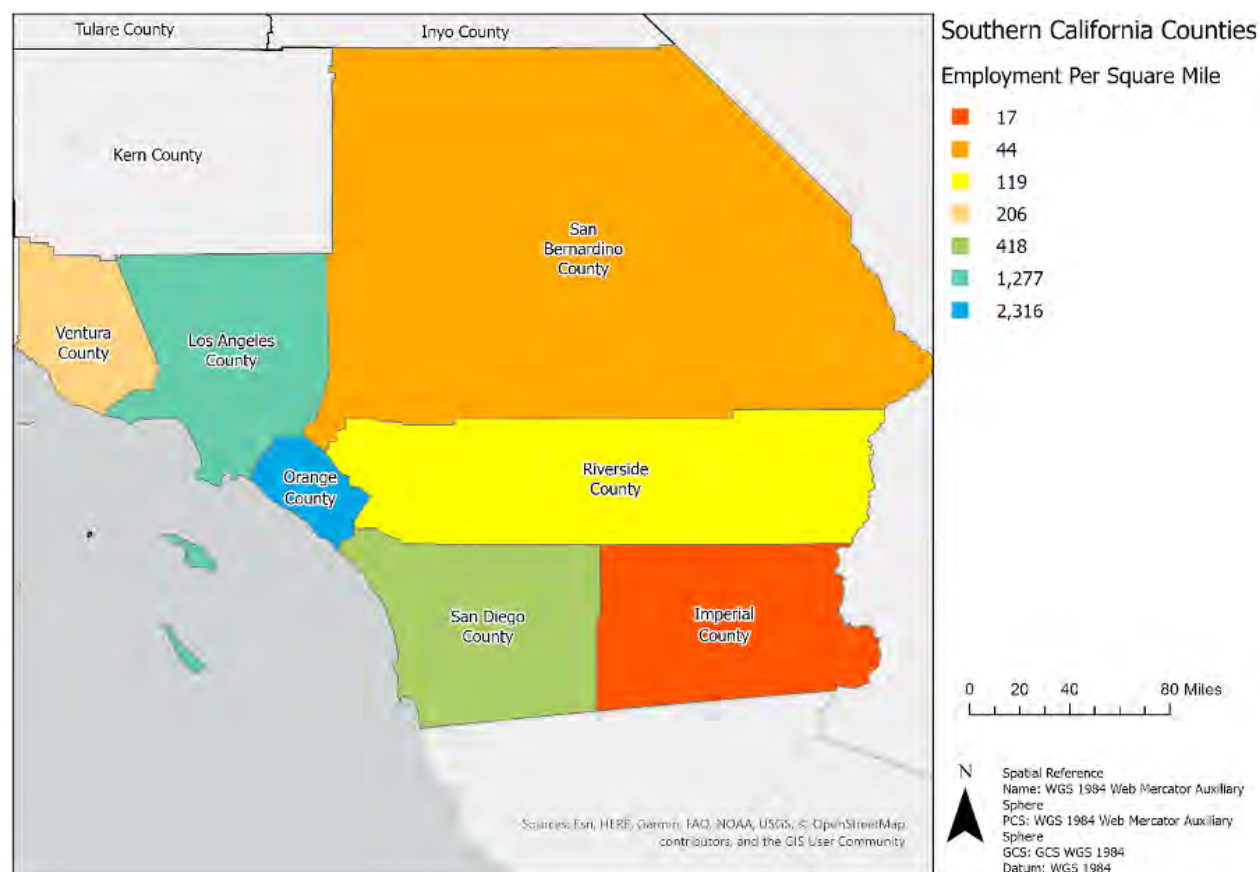 Tulare County
Inyo County
Kern County
San
Bernardino
County
Ventura
County
Los Angeles
County
Orange
County
Riverside
County
San Diego
County
Imperial
County
Sources: Esri, HERE, Garmin, FAO, NOAA, USGS, © OpenStreetMap
contributors, and the GIS User Community
Southern California Counties
Employment Per Square Mile
17
44
119
206
418
1,277
2,316
0 20 40 80 Miles
N
Spatial Reference
Name: WGS 1984 Web Mercator Auxiliary
Sphere
PCS: WGS 1984 Web Mercator Auxiliary
Sphere
GCS: GCS WGS 1984
Datum: WGS 1984